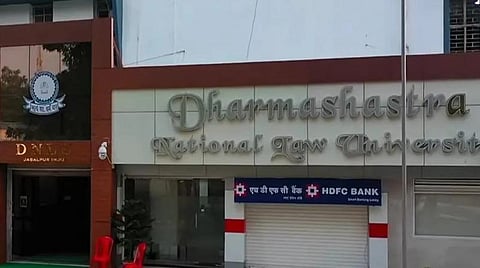 Dharmashastra
National Law University
DNLU
JABALPUR (M.P.)
एच डी एफ सी बैंक
HDFC BANK